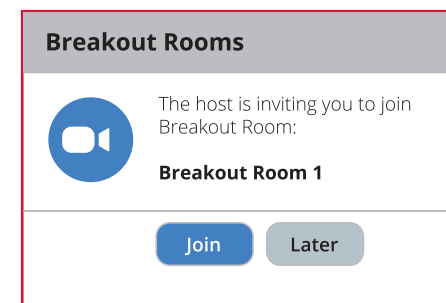 Breakout Rooms
The host is inviting you to join
Breakout Room:
Breakout Room 1
Join
Later